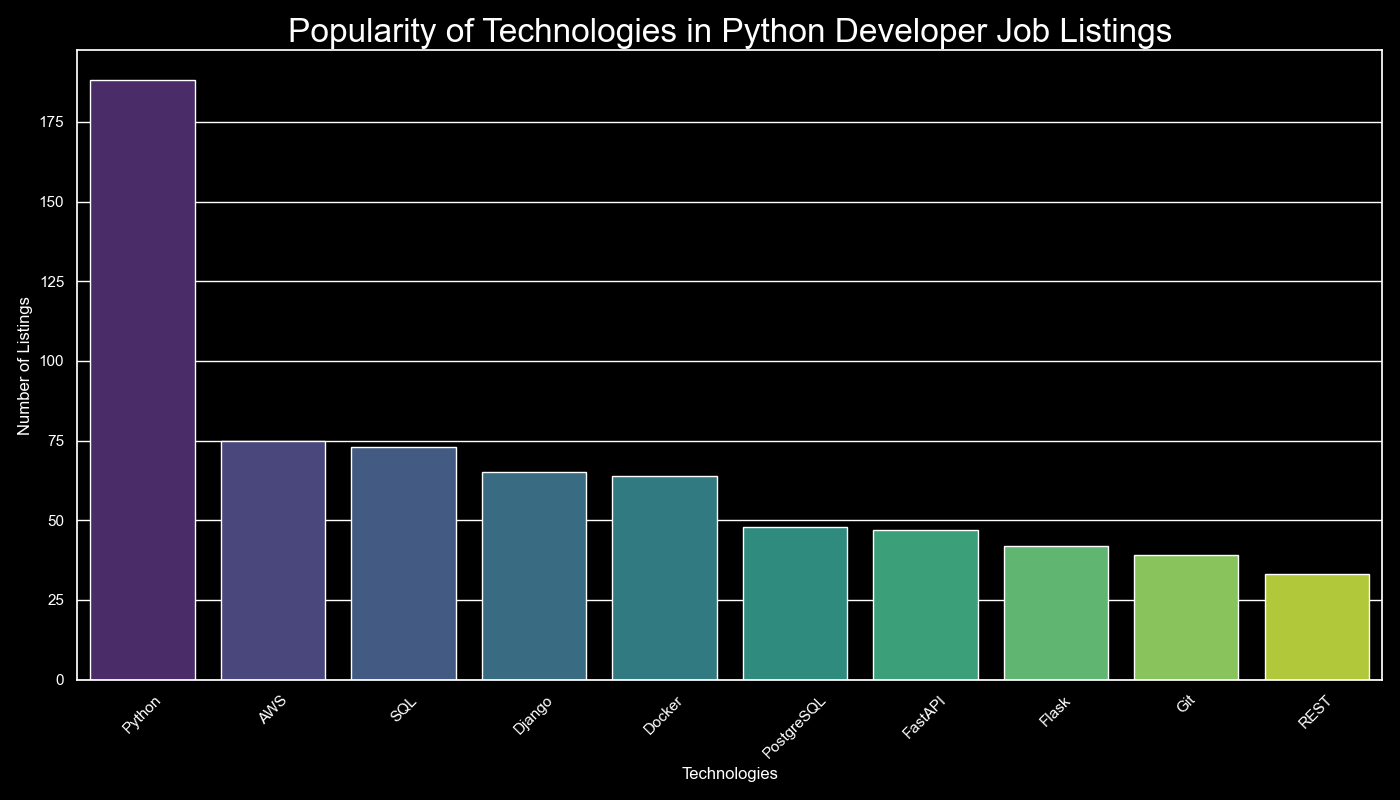 Popularity of Technologies in Python Developer Job Listings
175
150
125
100
75
50
25
0
Number of Listings
Python
AWS
SQL
Django
Docker
PostgreSQL
FastAPI
Flask
Git
REST
Technologies